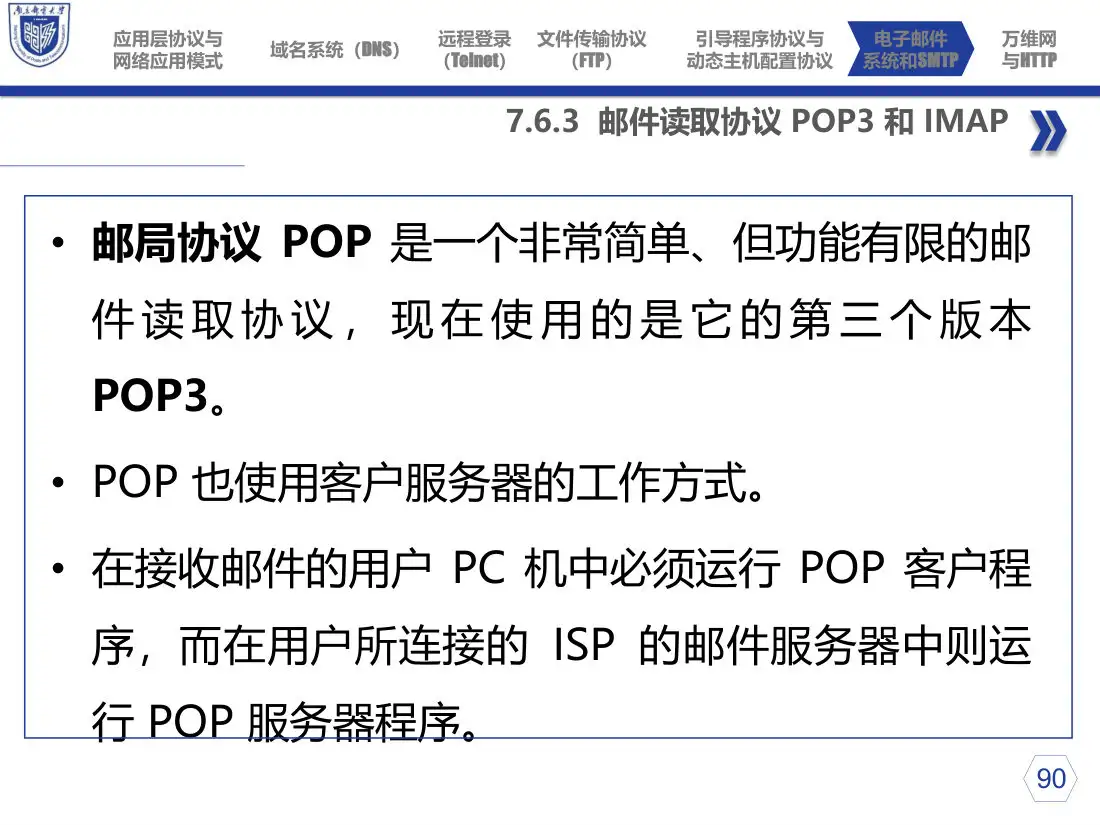 应用层协议与
网络应用模式
域名系统（DNS）
远程登录
（Telnet）
文件传输协议
（FTP）
引导程序协议与
动态主机配置协议
电子邮件
系统和SMTP
万维网
与HTTP
7.6.3 邮件读取协议 POP3 和 IMAP
• 邮局协议 POP 是一个非常简单、但功能有限的邮
件读取协议，现在使用的是它的第三个版本
POP3。
• POP 也使用客户服务器的工作方式。
• 在接收邮件的用户 PC 机中必须运行 POP 客户程
序，而在用户所连接的 ISP 的邮件服务器中则运
行 POP 服务器程序。
90